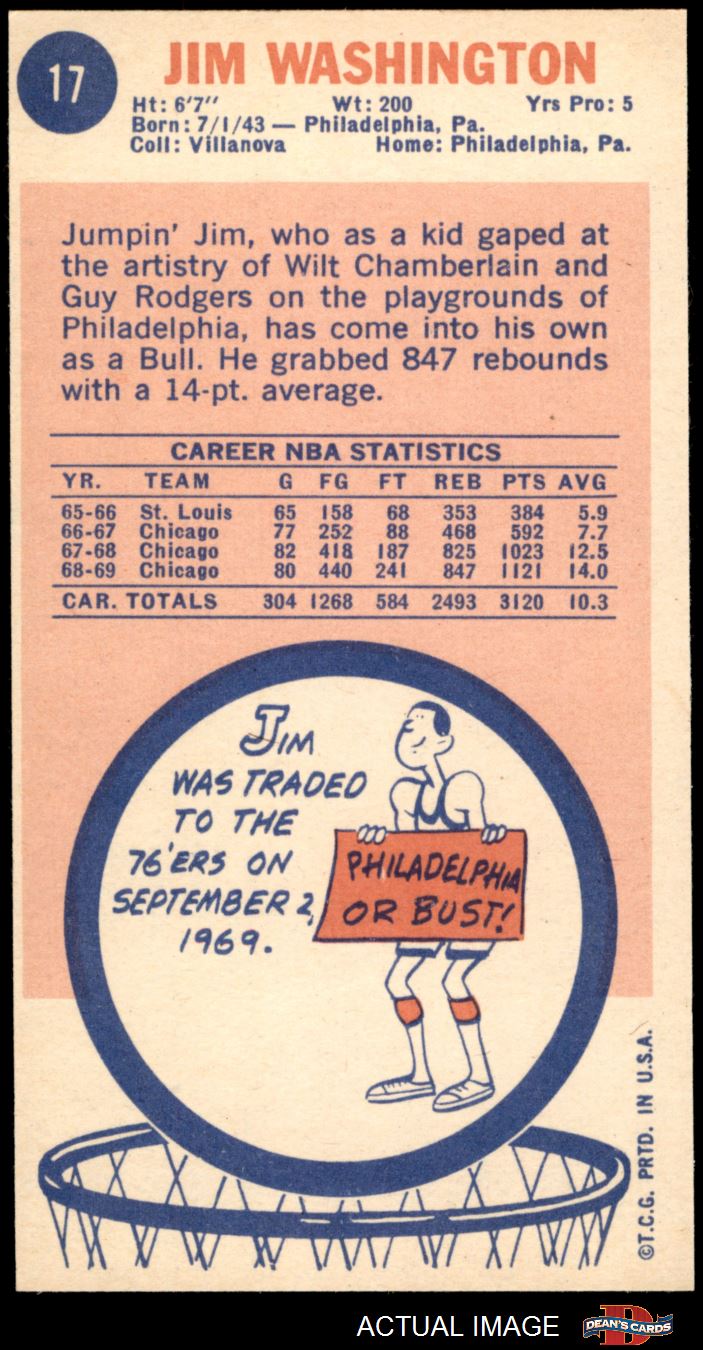 17
JIM WASHINGTON
Ht: 6'7" Wt: 200 Yrs Pro: 5
Born: 7/1/43 — Philadelphia, Pa.
Coll: Villanova Home: Philadelphia, Pa.
Jumpin' Jim, who as a kid gaped at
the artistry of Wilt Chamberlain and
Guy Rodgers on the playgrounds of
Philadelphia, has come into his own
as a Bull. He grabbed 847 rebounds
with a 14-pt. average.
CAREER NBA STATISTICS
YR. TEAM G FG FT REB PTS AVG
65-66 St. Louis 65 158 68 353 384 5.9
66-67 Chicago 77 252 88 468 592 7.7
67-68 Chicago 82 418 187 825 1023 12.5
68-69 Chicago 80 440 241 847 1121 14.0
CAR. TOTALS 304 1268 584 2493 3120 10.3
JIM
WAS TRADED
TO THE
76'ERS ON
SEPTEMBER 2,
1969.
PHILADELPHIA
OR BUST!
©T.C.G. PRTD. IN U.S.A.
ACTUAL IMAGE
DEAN'S CARDS